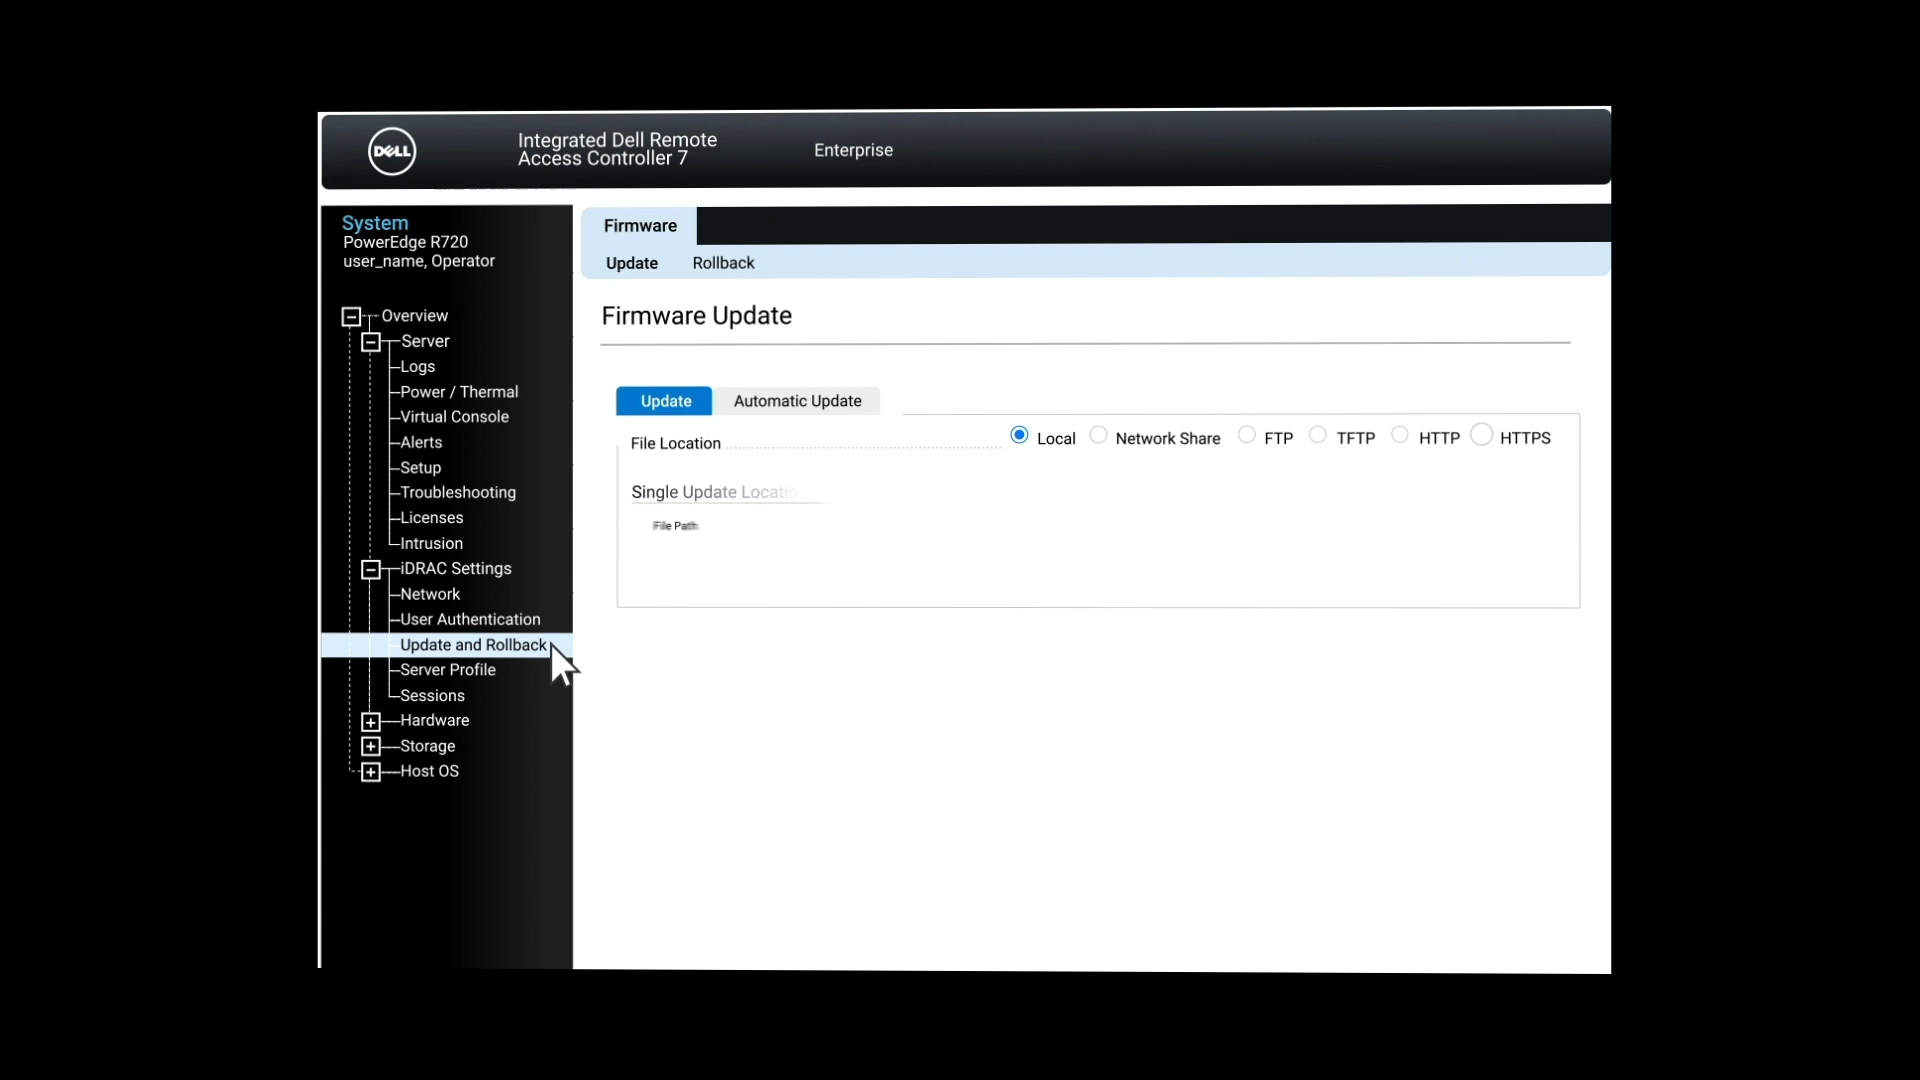 DELL
Integrated Dell Remote
Access Controller 7
Enterprise
System
PowerEdge R720
user_name, Operator
Overview
Server
Logs
Power / Thermal
Virtual Console
Alerts
Setup
Troubleshooting
Licenses
Intrusion
iDRAC Settings
Network
User Authentication
Update and Rollback
Server Profile
Sessions
Hardware
Storage
Host OS
Firmware
Update Rollback
Firmware Update
Update Automatic Update
File Location Local Network Share FTP TFTP HTTP HTTPS
Single Update Locatio
File Path